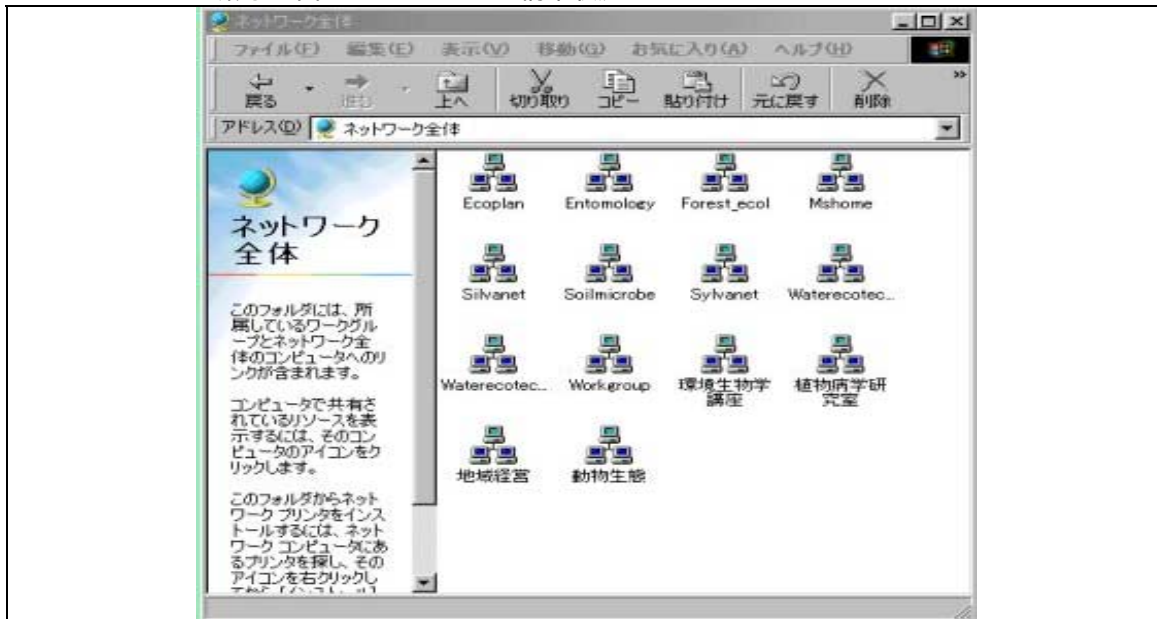 ネットワーク全体
ファイル(F) 編集(E) 表示(V) 移動(G) お気に入り(A) ヘルプ(H)
戻る 進む 上へ 切り取り コピー 貼り付け 元に戻す 削除 »
アドレス(D) ネットワーク全体
ネットワーク
全体
このフォルダには、所
属しているワークグル
ープとネットワーク全
体のコンピュータへのリ
ンクが含まれます。
コンピュータで共有さ
れているリソースを表
示するには、そのコン
ピュータのアイコンをク
リックします。
このフォルダからネット
ワーク プリンタをインス
トールするには、ネット
ワーク コンピュータにあ
るプリンタを探し、その
アイコンを右クリックし
Ecoplan Entomology Forest_ecol Mshome
Silvanet Soilmicrobe Sylvanet Waterecotec...
Waterecotec... Workgroup 環境生物学
講座 植物病学研
究室
地域経営 動物生態